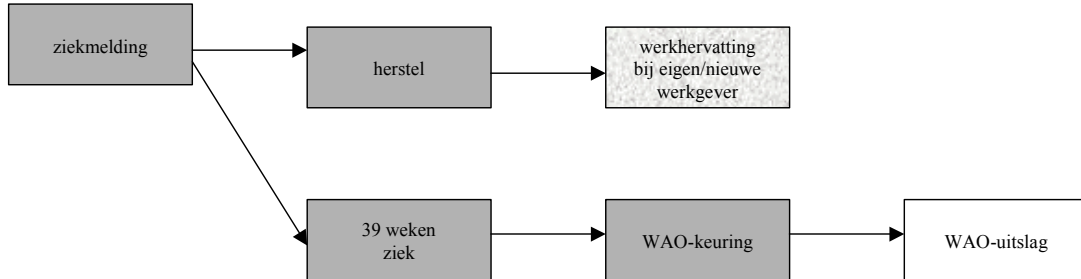 ziekmelding
herstel
werkhervatting
bij eigen/nieuwe
werkgever
39 weken
ziek
WAO-keuring
WAO-uitslag